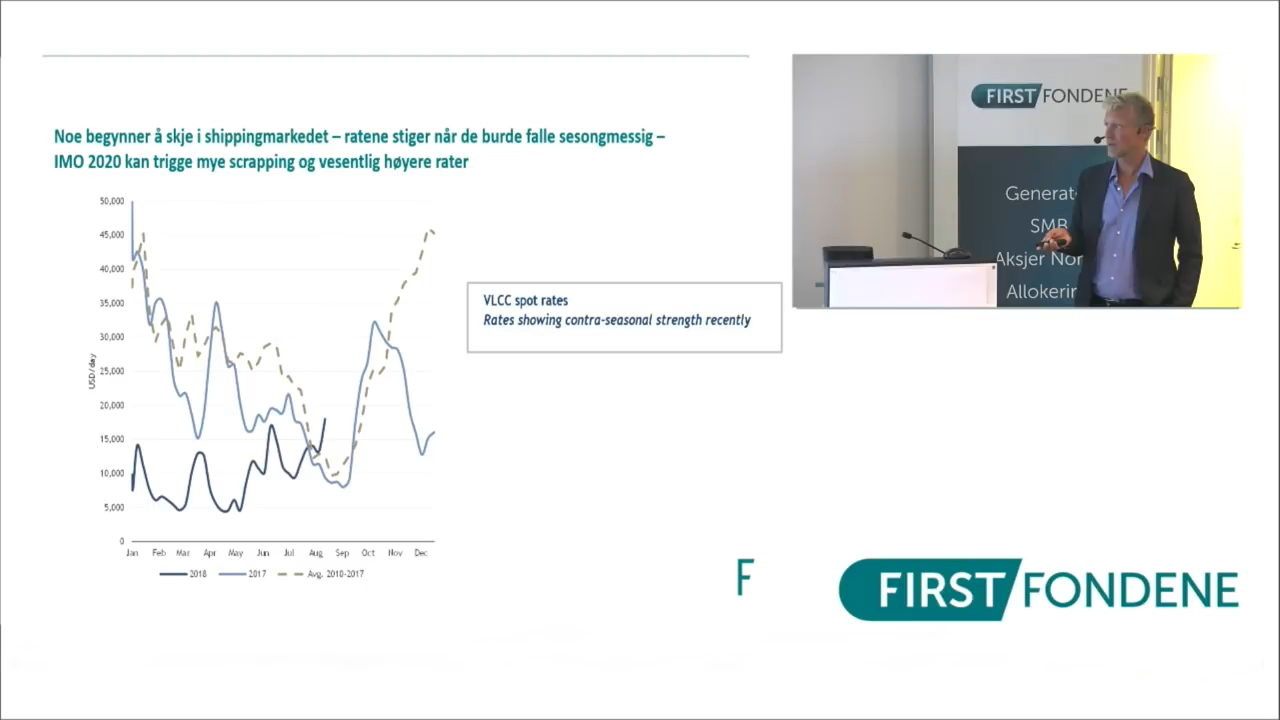 Noe begynner å skje i shippingmarkedet – ratene stiger når de burde falle sesongmessig –
IMO 2020 kan trigge mye scrapping og vesentlig høyere rater
50,000
45,000
40,000
35,000
30,000
25,000
20,000
15,000
10,000
5,000
0
USD/day
Jan Feb Mar Apr May Jun Jul Aug Sep Oct Nov Dec
2018 2017 Avg. 2010-2017
VLCC spot rates
Rates showing contra-seasonal strength recently
FIRST FONDENE
Generat
SMB
Aksjer Nor
Allokerin
F
FIRST FONDENE